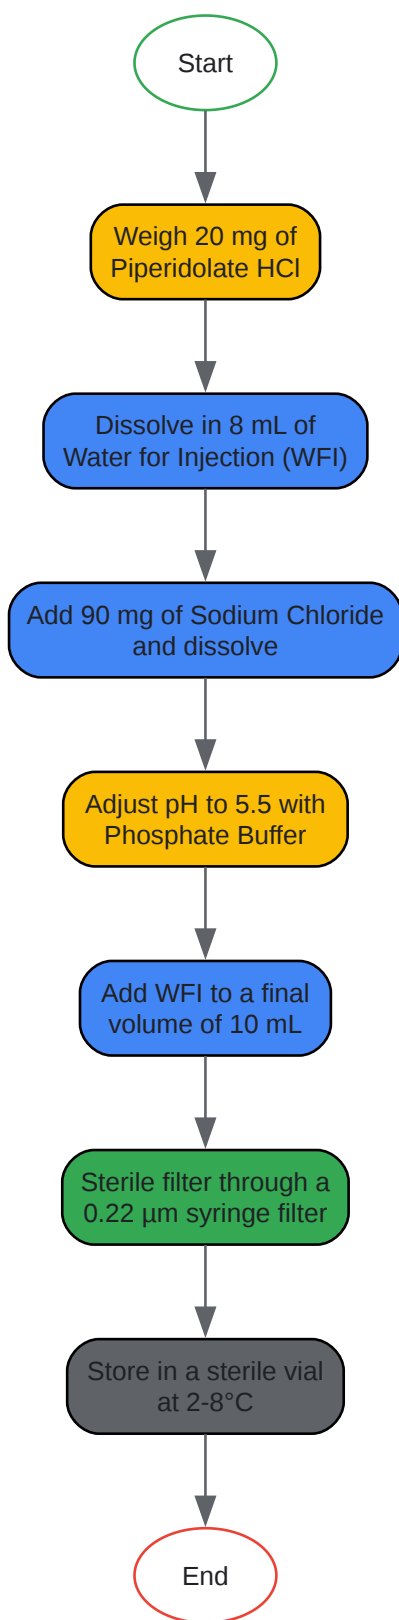 Start
Weigh 20 mg of
Piperidolate HCl
Dissolve in 8 mL of
Water for Injection (WFI)
Add 90 mg of Sodium Chloride
and dissolve
Adjust pH to 5.5 with
Phosphate Buffer
Add WFI to a final
volume of 10 mL
Sterile filter through a
0.22 µm syringe filter
Store in a sterile vial
at 2-8°C
End